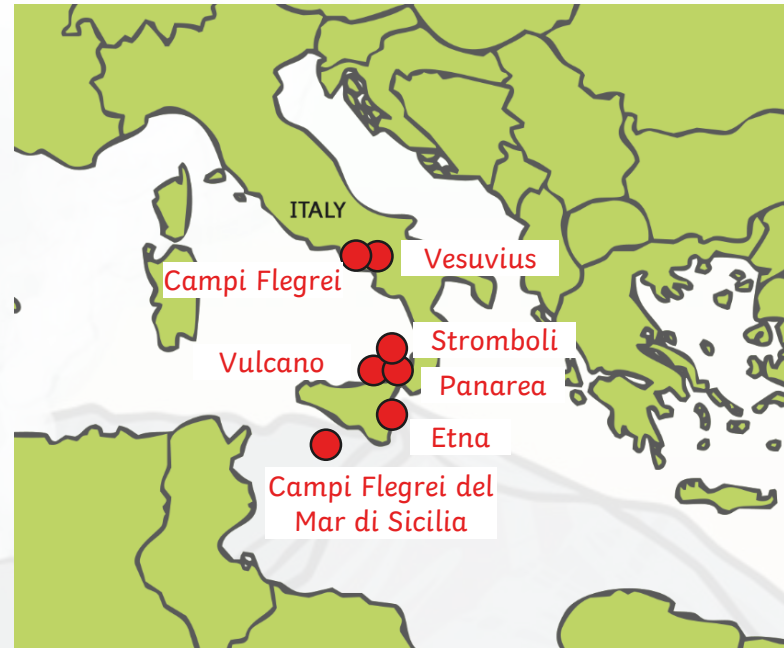 ITALY
Vesuvius
Campi Flegrei
Stromboli
Vulcano
Panarea
Etna
Campi Flegrei del
Mar di Sicilia